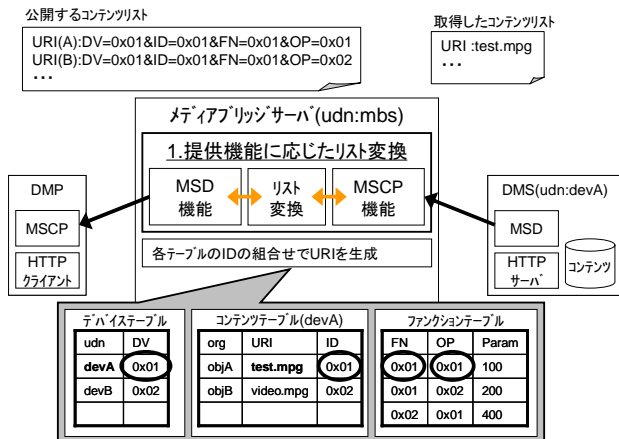 公開するコンテンツリスト
URI(A):DV=0x01&ID=0x01&FN=0x01&OP=0x01
URI(B):DV=0x01&ID=0x01&FN=0x01&OP=0x02
・・・
取得したコンテンツリスト
URI :test.mpg
・・・
メディアブリッジサーバ(udn:mbs)
1.提供機能に応じたリスト変換
MSD
機能
リスト
変換
MSCP
機能
各テーブルのIDの組合せでURIを生成
DMP
MSCP
HTTP
クライアント
DMS(udn:devA)
MSD
HTTP
サーバ
コンテンツ
デバイステーブル
udn DV
devA 0x01
devB 0x02
コンテンツテーブル(devA)
org URI ID
objA test.mpg 0x01
objB video.mpg 0x02
ファンクションテーブル
FN OP Param
0x01 0x01 100
0x01 0x02 200
0x02 0x01 400